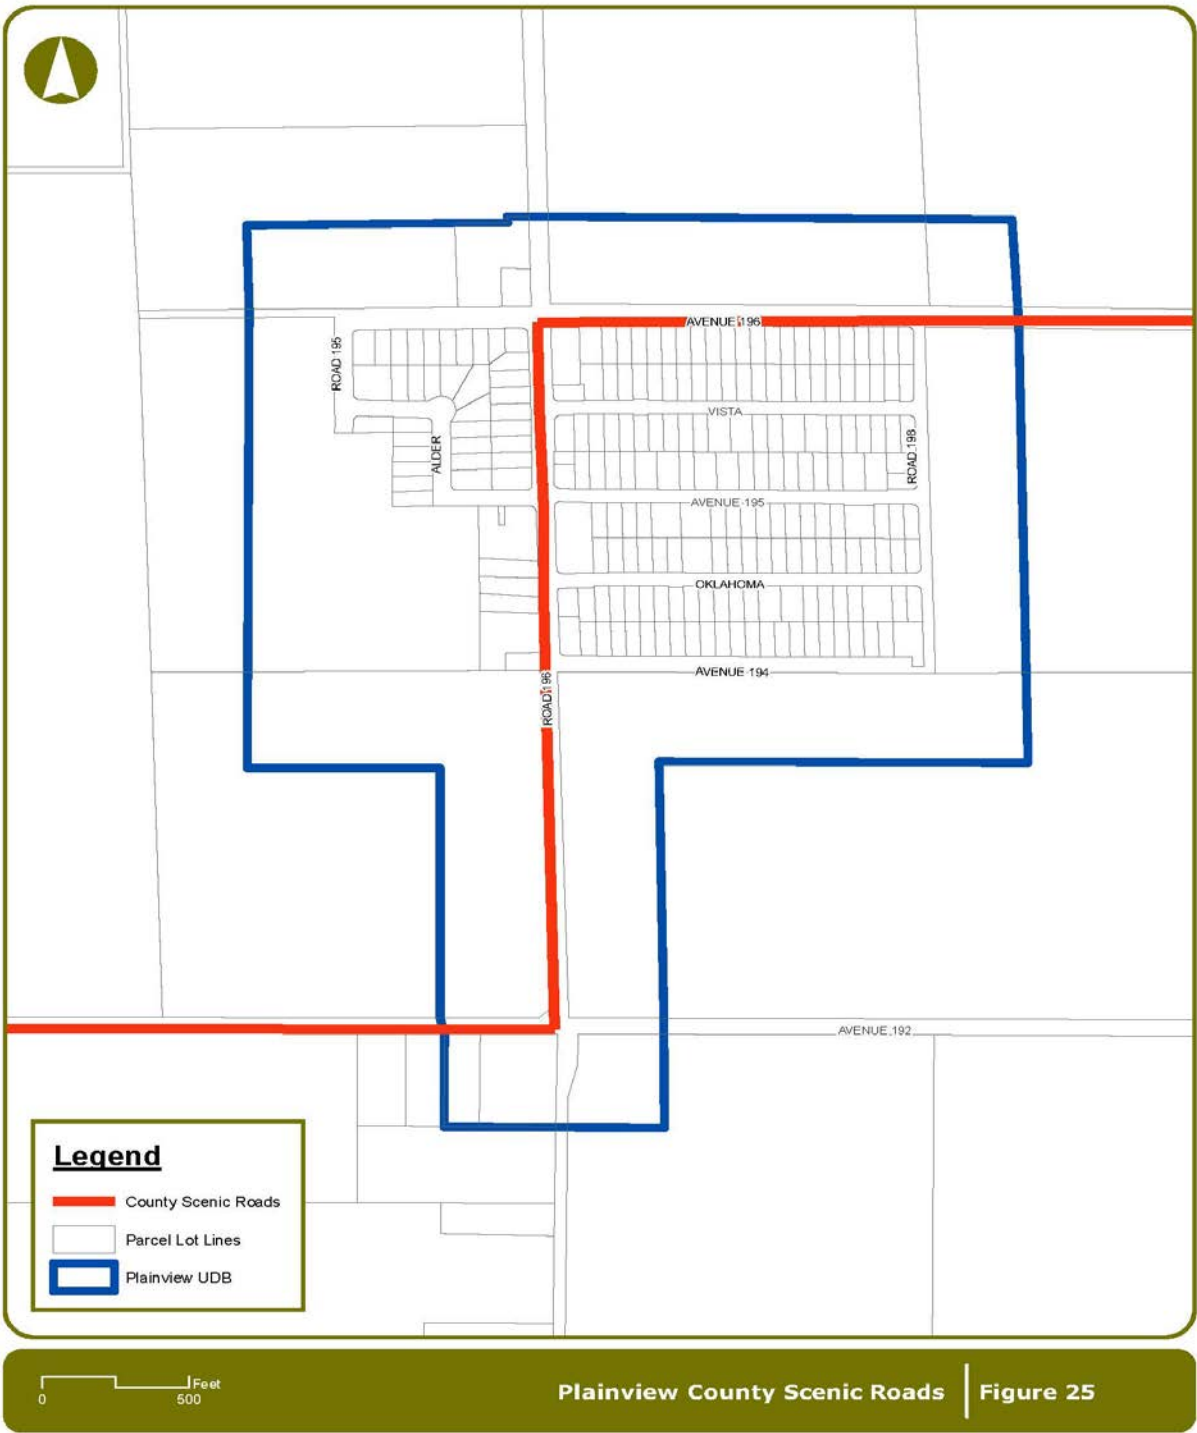 AVENUE 196
ROAD 195
VISTA
ALDER
ROAD 198
AVENUE 195
OKLAHOMA
AVENUE 194
ROAD 196
AVENUE 192
Legend
County Scenic Roads
Parcel Lot Lines
Plainview UDB
Feet
0 500
Plainview County Scenic Roads Figure 25